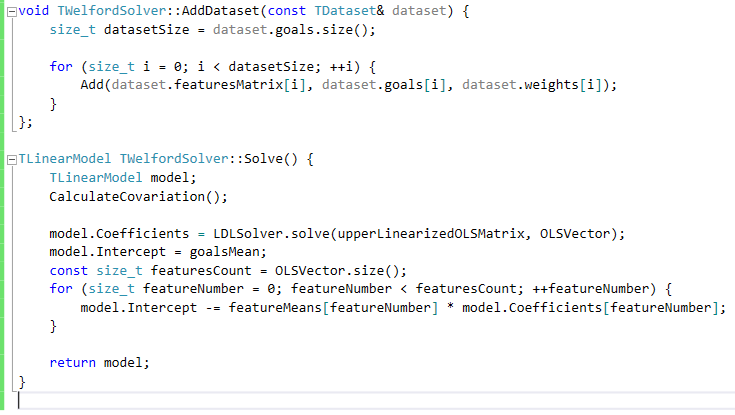 void TWelfordSolver::AddDataset(const TDataset& dataset) {
    size_t datasetSize = dataset.goals.size();

    for (size_t i = 0; i < datasetSize; ++i) {
        Add(dataset.featuresMatrix[i], dataset.goals[i], dataset.weights[i]);
    }
};

TLinearModel TWelfordSolver::Solve() {
    TLinearModel model;
    CalculateCovariation();

    model.Coefficients = LDLSolver.solve(upperLinearizedOLSMatrix, OLSVector);
    model.Intercept = goalsMean;
    const size_t featuresCount = OLSVector.size();
    for (size_t featureNumber = 0; featureNumber < featuresCount; ++featureNumber) {
        model.Intercept -= featureMeans[featureNumber] * model.Coefficients[featureNumber];
    }

    return model;
}